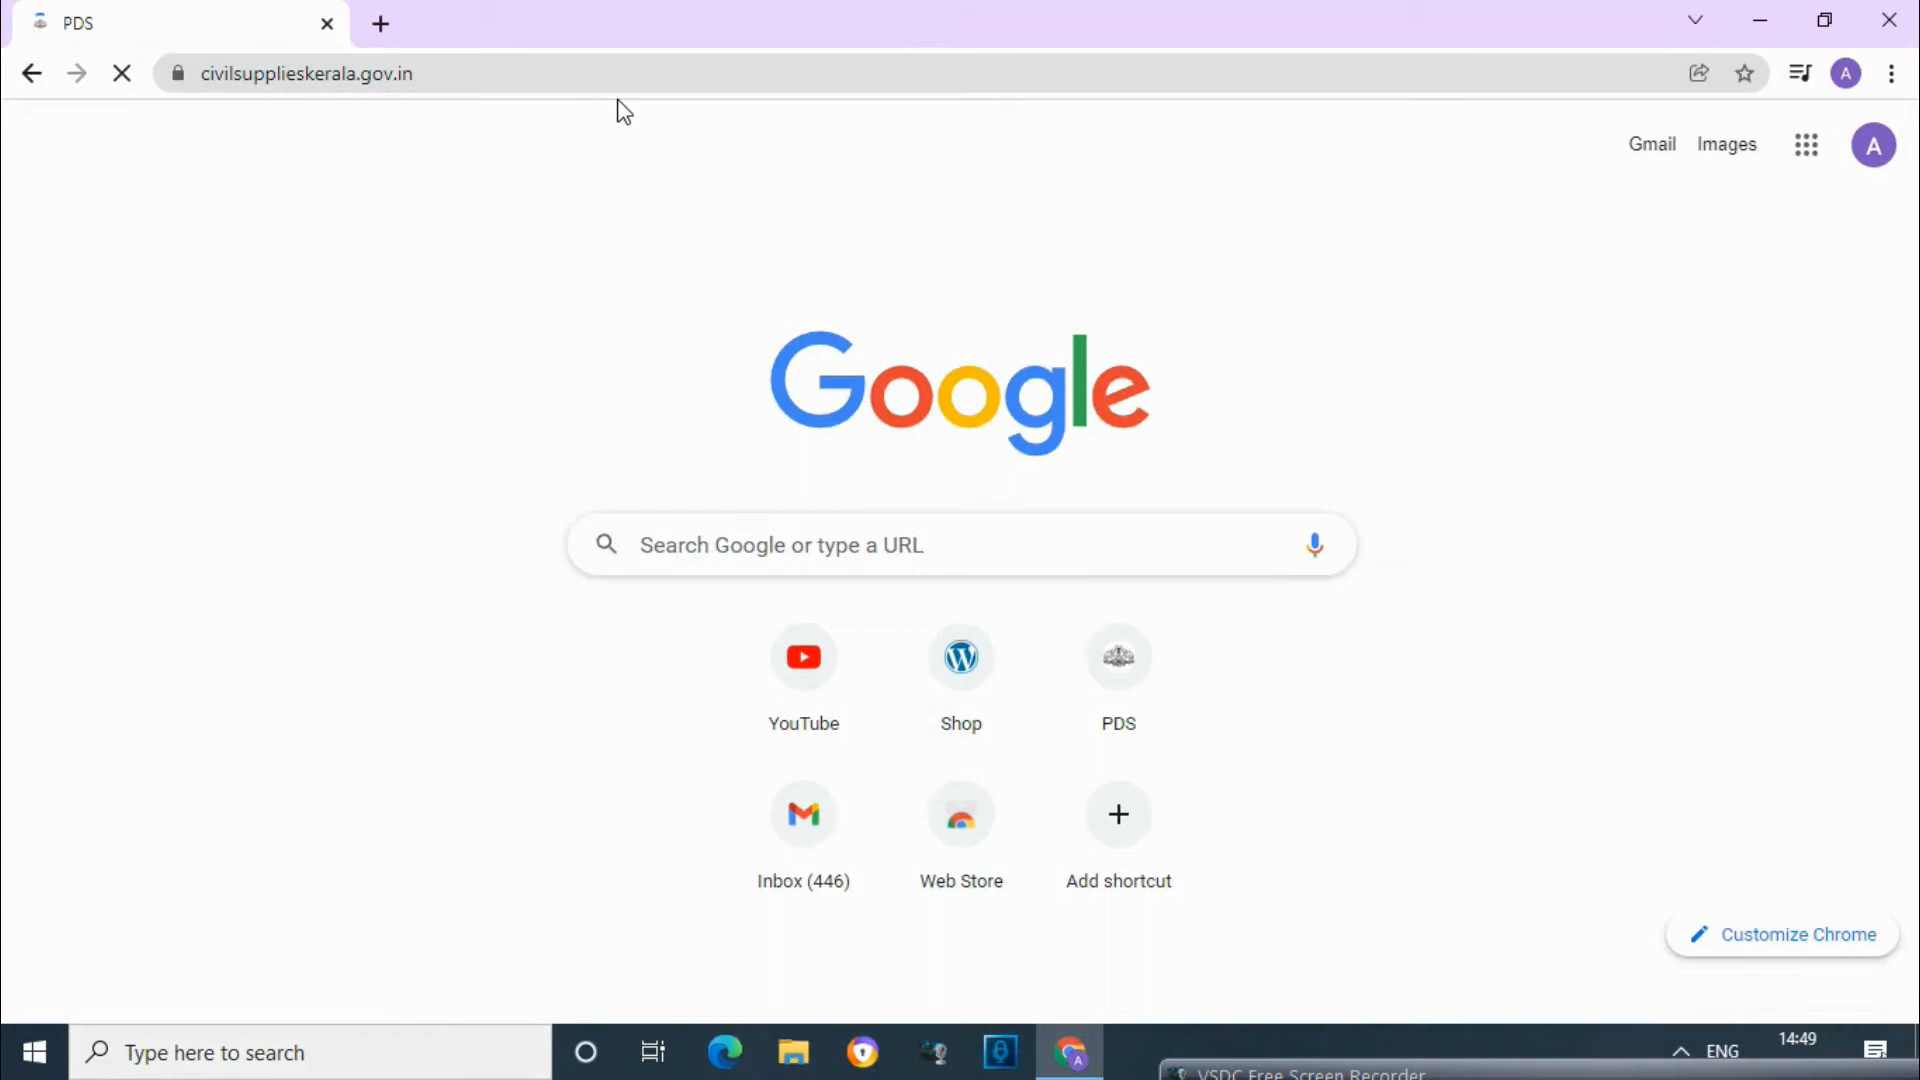 PDS
civilsupplieskerala.gov.in
A
Gmail Images
A
Google
Search Google or type a URL
YouTube Shop PDS
Inbox (446) Web Store Add shortcut
Customize Chrome
Type here to search
A
ENG
14:49
VSDC Free Screen Recorder